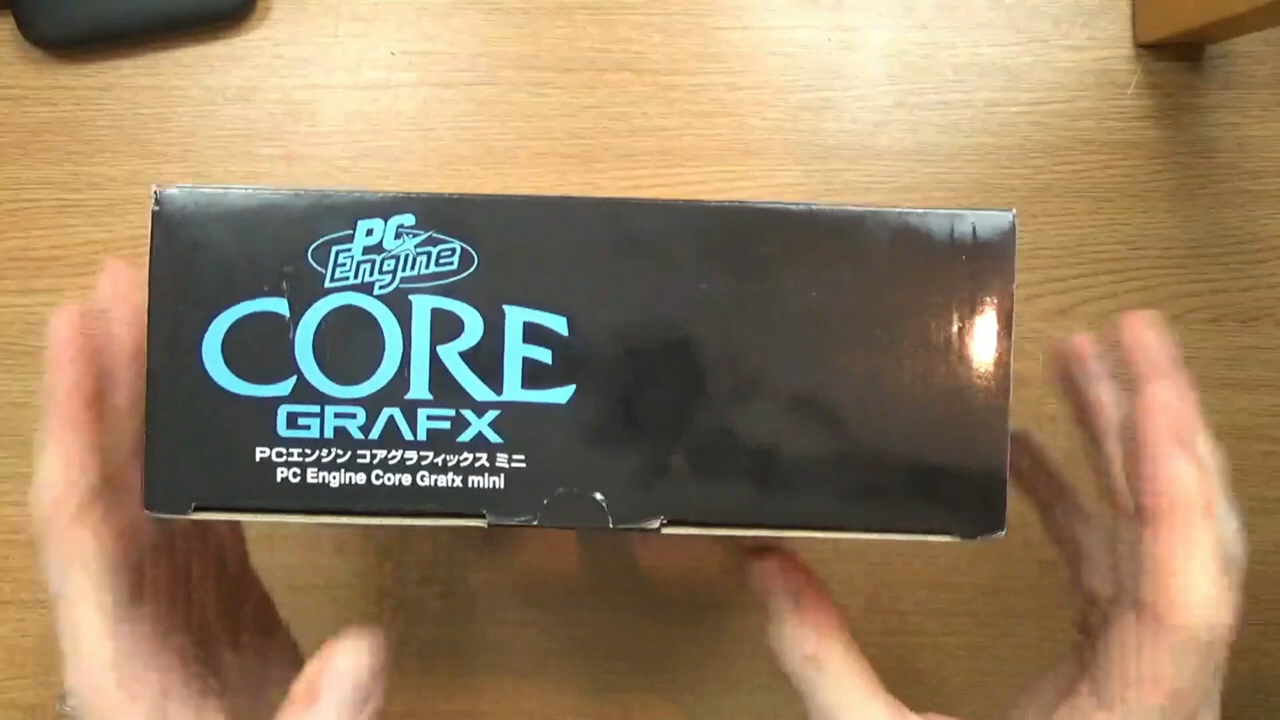 PC
Engine
CORE
GRAFX
PCエンジン コアグラフィックス ミニ
PC Engine Core Grafx mini